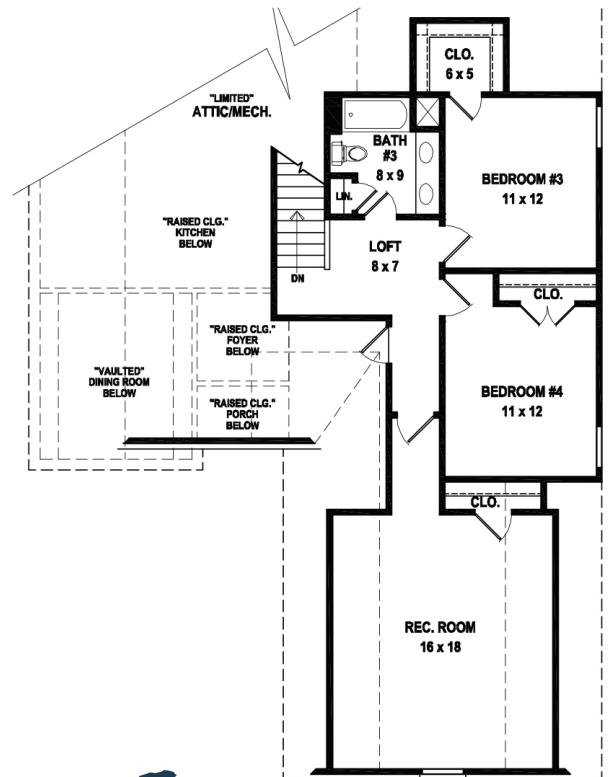 CLO.
6 x 5
"LIMITED"
ATTIC/MECH.
BATH
#3
8 x 9
BEDROOM #3
11 x 12
LIN.
"RAISED CLG."
KITCHEN
BELOW
LOFT
8 x 7
DN
CLO.
"RAISED CLG."
FOYER
BELOW
"VAULTED"
DINING ROOM
BELOW
"RAISED CLG."
PORCH
BELOW
BEDROOM #4
11 x 12
CLO.
REC. ROOM
16 x 18